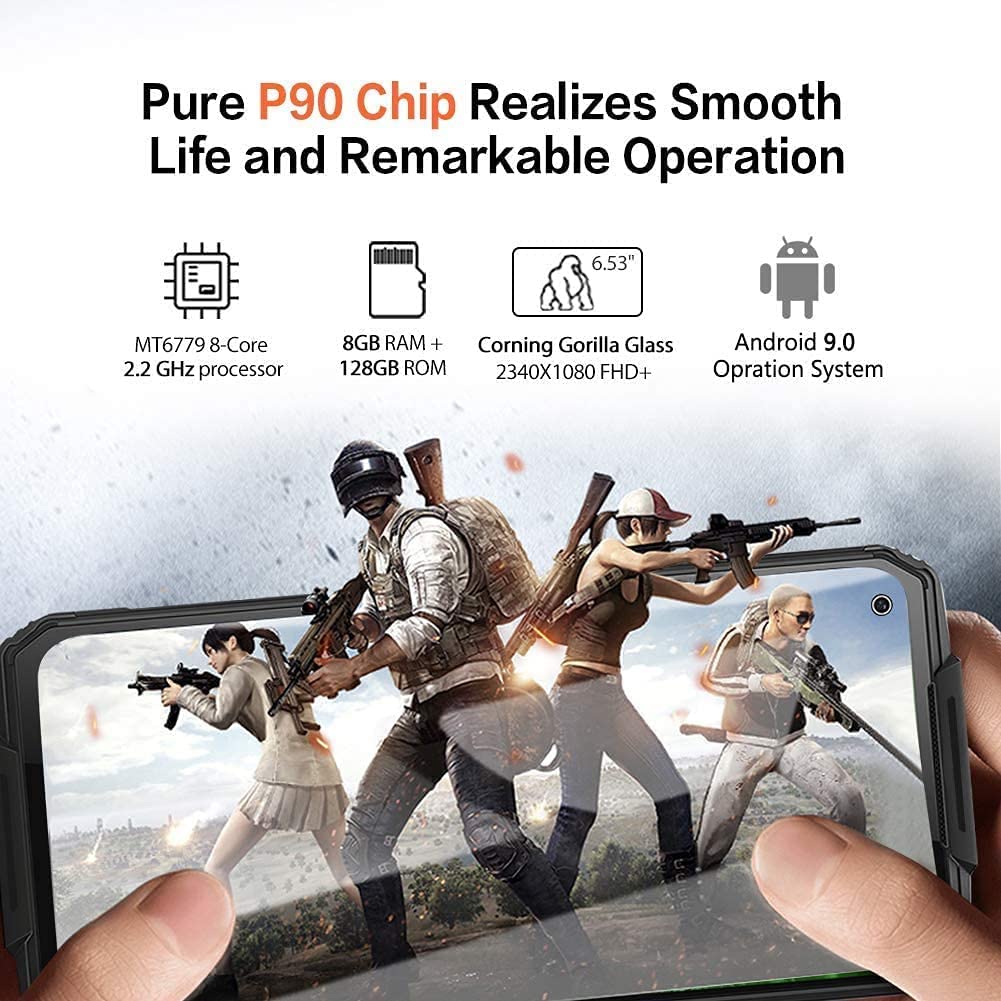 Pure P90 Chip Realizes Smooth
Life and Remarkable Operation
6.53"
MT6779 8-Core
2.2 GHz processor
8GB RAM +
128GB ROM
Corning Gorilla Glass
2340X1080 FHD+
Android 9.0
Opration System